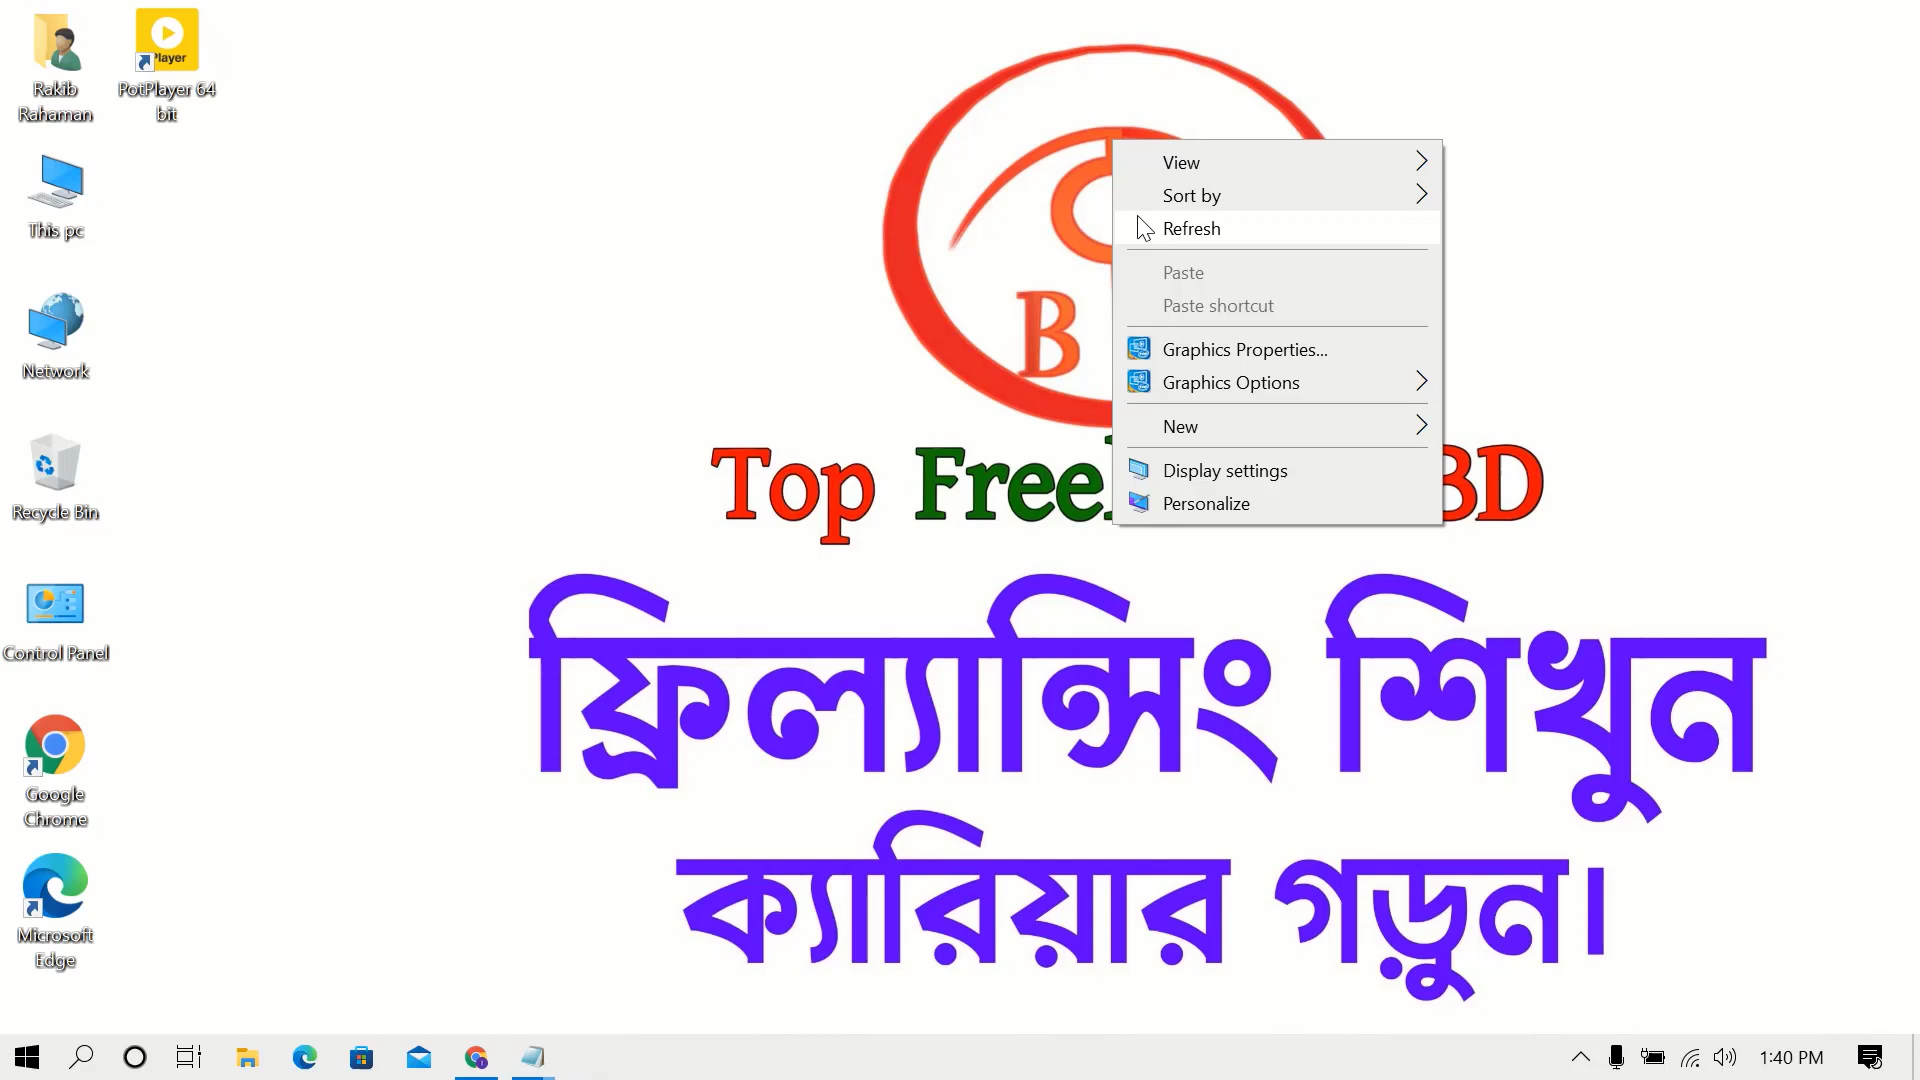 Rakib
Rahaman
Player
PotPlayer 64
bit
This pc
Network
Recycle Bin
Control Panel
Google
Chrome
Microsoft
Edge
B
Top Free
BD
ফ্রিল্যান্সিং শিখুন
ক্যারিয়ার গড়ুন।
View
Sort by
Refresh
Paste
Paste shortcut
Graphics Properties...
Graphics Options
New
Display settings
Personalize
1:40 PM